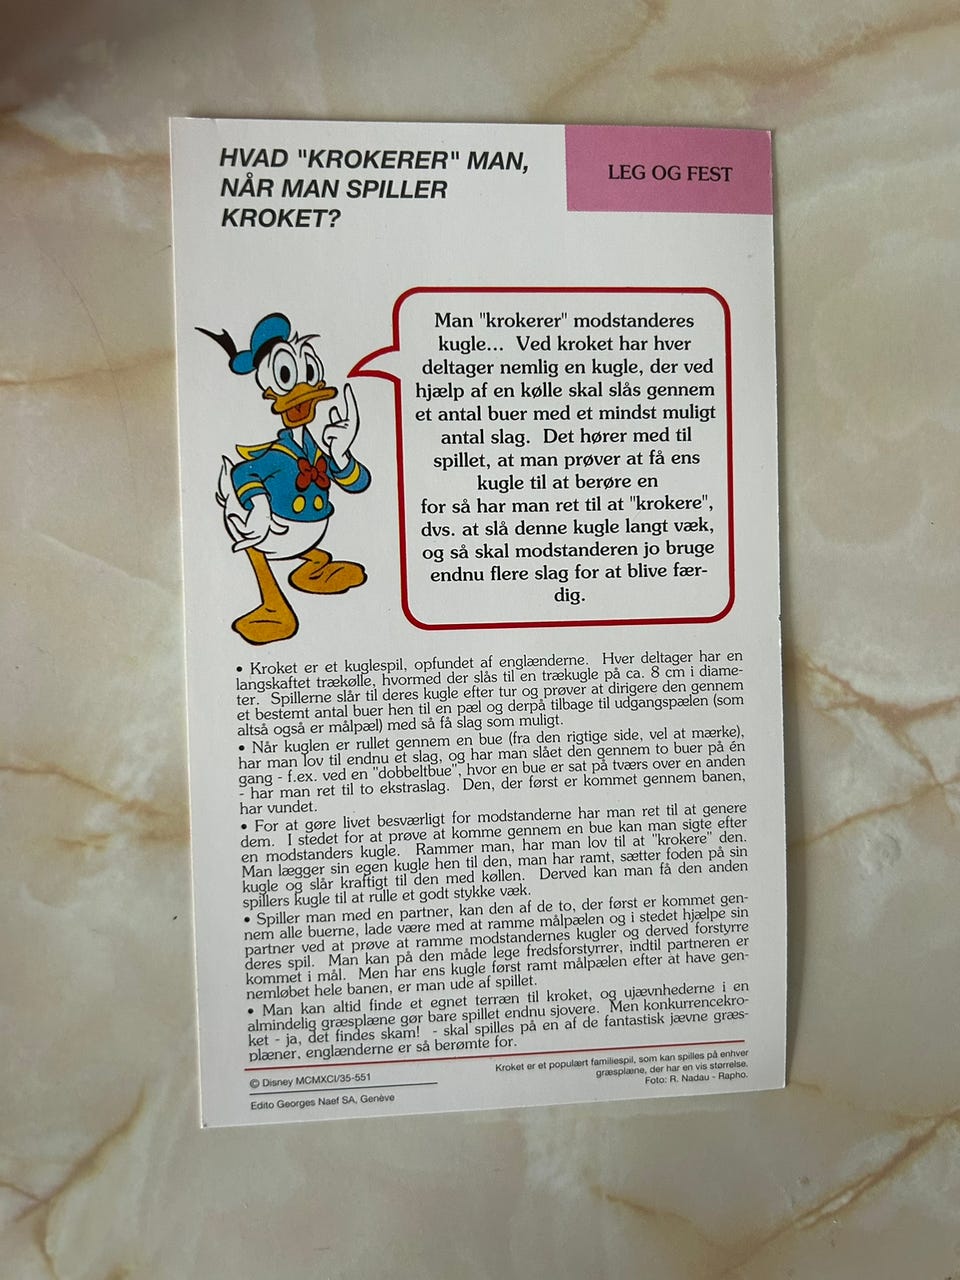 HVAD "KROKERER" MAN,
NÅR MAN SPILLER
KROKET?
LEG OG FEST
Man "krokerer" modstanderes
kugle... Ved kroket har hver
deltager nemlig en kugle, der ved
hjælp af en kølle skal slås gennem
et antal buer med et mindst muligt
antal slag. Det hører med til
spillet, at man prøver at få ens
kugle til at berøre en
for så har man ret til at "krokere",
dvs. at slå denne kugle langt væk,
og så skal modstanderen jo bruge
endnu flere slag for at blive fær-
dig.
• Kroket er et kuglespil, opfundet af englænderne. Hver deltager har en
langskaftet trækølle, hvormed der slås til en trækugle på ca. 8 cm i diame-
ter. Spillerne slår til deres kugle efter tur og prøver at dirigere den gennem
et bestemt antal buer hen til en pæl og derpå tilbage til udgangspælen (som
altså også er målpæl) med så få slag som muligt.
• Når kuglen er rullet gennem en bue (fra den rigtige side, vel at mærke),
har man lov til endnu et slag, og har man slået den gennem to buer på én
gang - f.ex. ved en "dobbeltbue", hvor en bue er sat på tværs over en anden
- har man ret til to ekstraslag. Den, der først er kommet gennem banen,
har vundet.
• For at gøre livet besværligt for modstanderne har man ret til at genere
dem. I stedet for at prøve at komme gennem en bue kan man sigte efter
en modstanders kugle. Rammer man, har man lov til at "krokere" den.
Man lægger sin egen kugle hen til den, man har ramt, sætter foden på sin
kugle og slår kraftigt til den med køllen. Derved kan man få den anden
spillers kugle til at rulle et godt stykke væk.
• Spiller man med en partner, kan den af de to, der først er kommet gen-
nem alle buerne, lade være med at ramme målpælen og i stedet hjælpe sin
partner ved at prøve at ramme modstandernes kugler og derved forstyrre
deres spil. Man kan på den måde lege fredsforstyrrer, indtil partneren er
kommet i mål. Men har ens kugle først ramt målpælen efter at have gen-
nemløbet hele banen, er man ude af spillet.
• Man kan altid finde et egnet terræn til kroket, og ujævnhederne i en
almindelig græsplæne gør bare spillet endnu sjovere. Men konkurrencekro-
ket - ja, det findes skam! - skal spilles på en af de fantastisk jævne græs-
plæner, englænderne er så berømte for.
© Disney MCMXCI/35-551
Edito Georges Naef SA, Genève
Kroket er et populært familiespil, som kan spilles på enhver
græsplæne, der har en vis størrelse.
Foto: R. Nadau - Rapho.